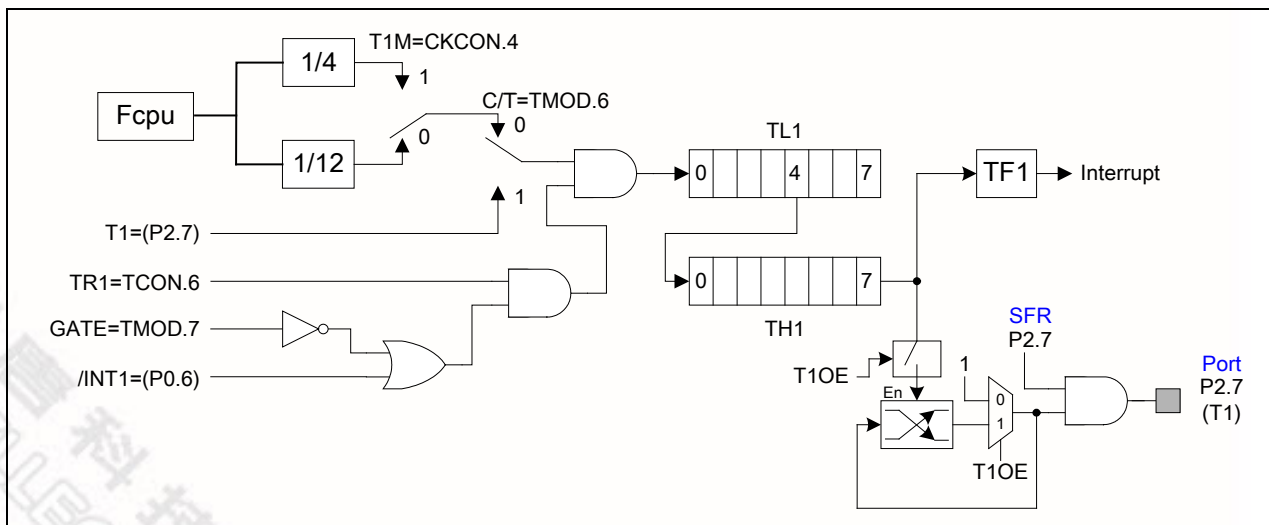 T1M=CKCON.4
1/4
1
Fcpu
C/T=TMOD.6
0
0
1/12
TL1
0 4 7
TF1
Interrupt
1
T1=(P2.7)
TR1=TCON.6
0 7
TH1
GATE=TMOD.7
/INT1=(P0.6)
SFR
P2.7
Port
P2.7
(T1)
T1OE
1
En
0
1
T1OE